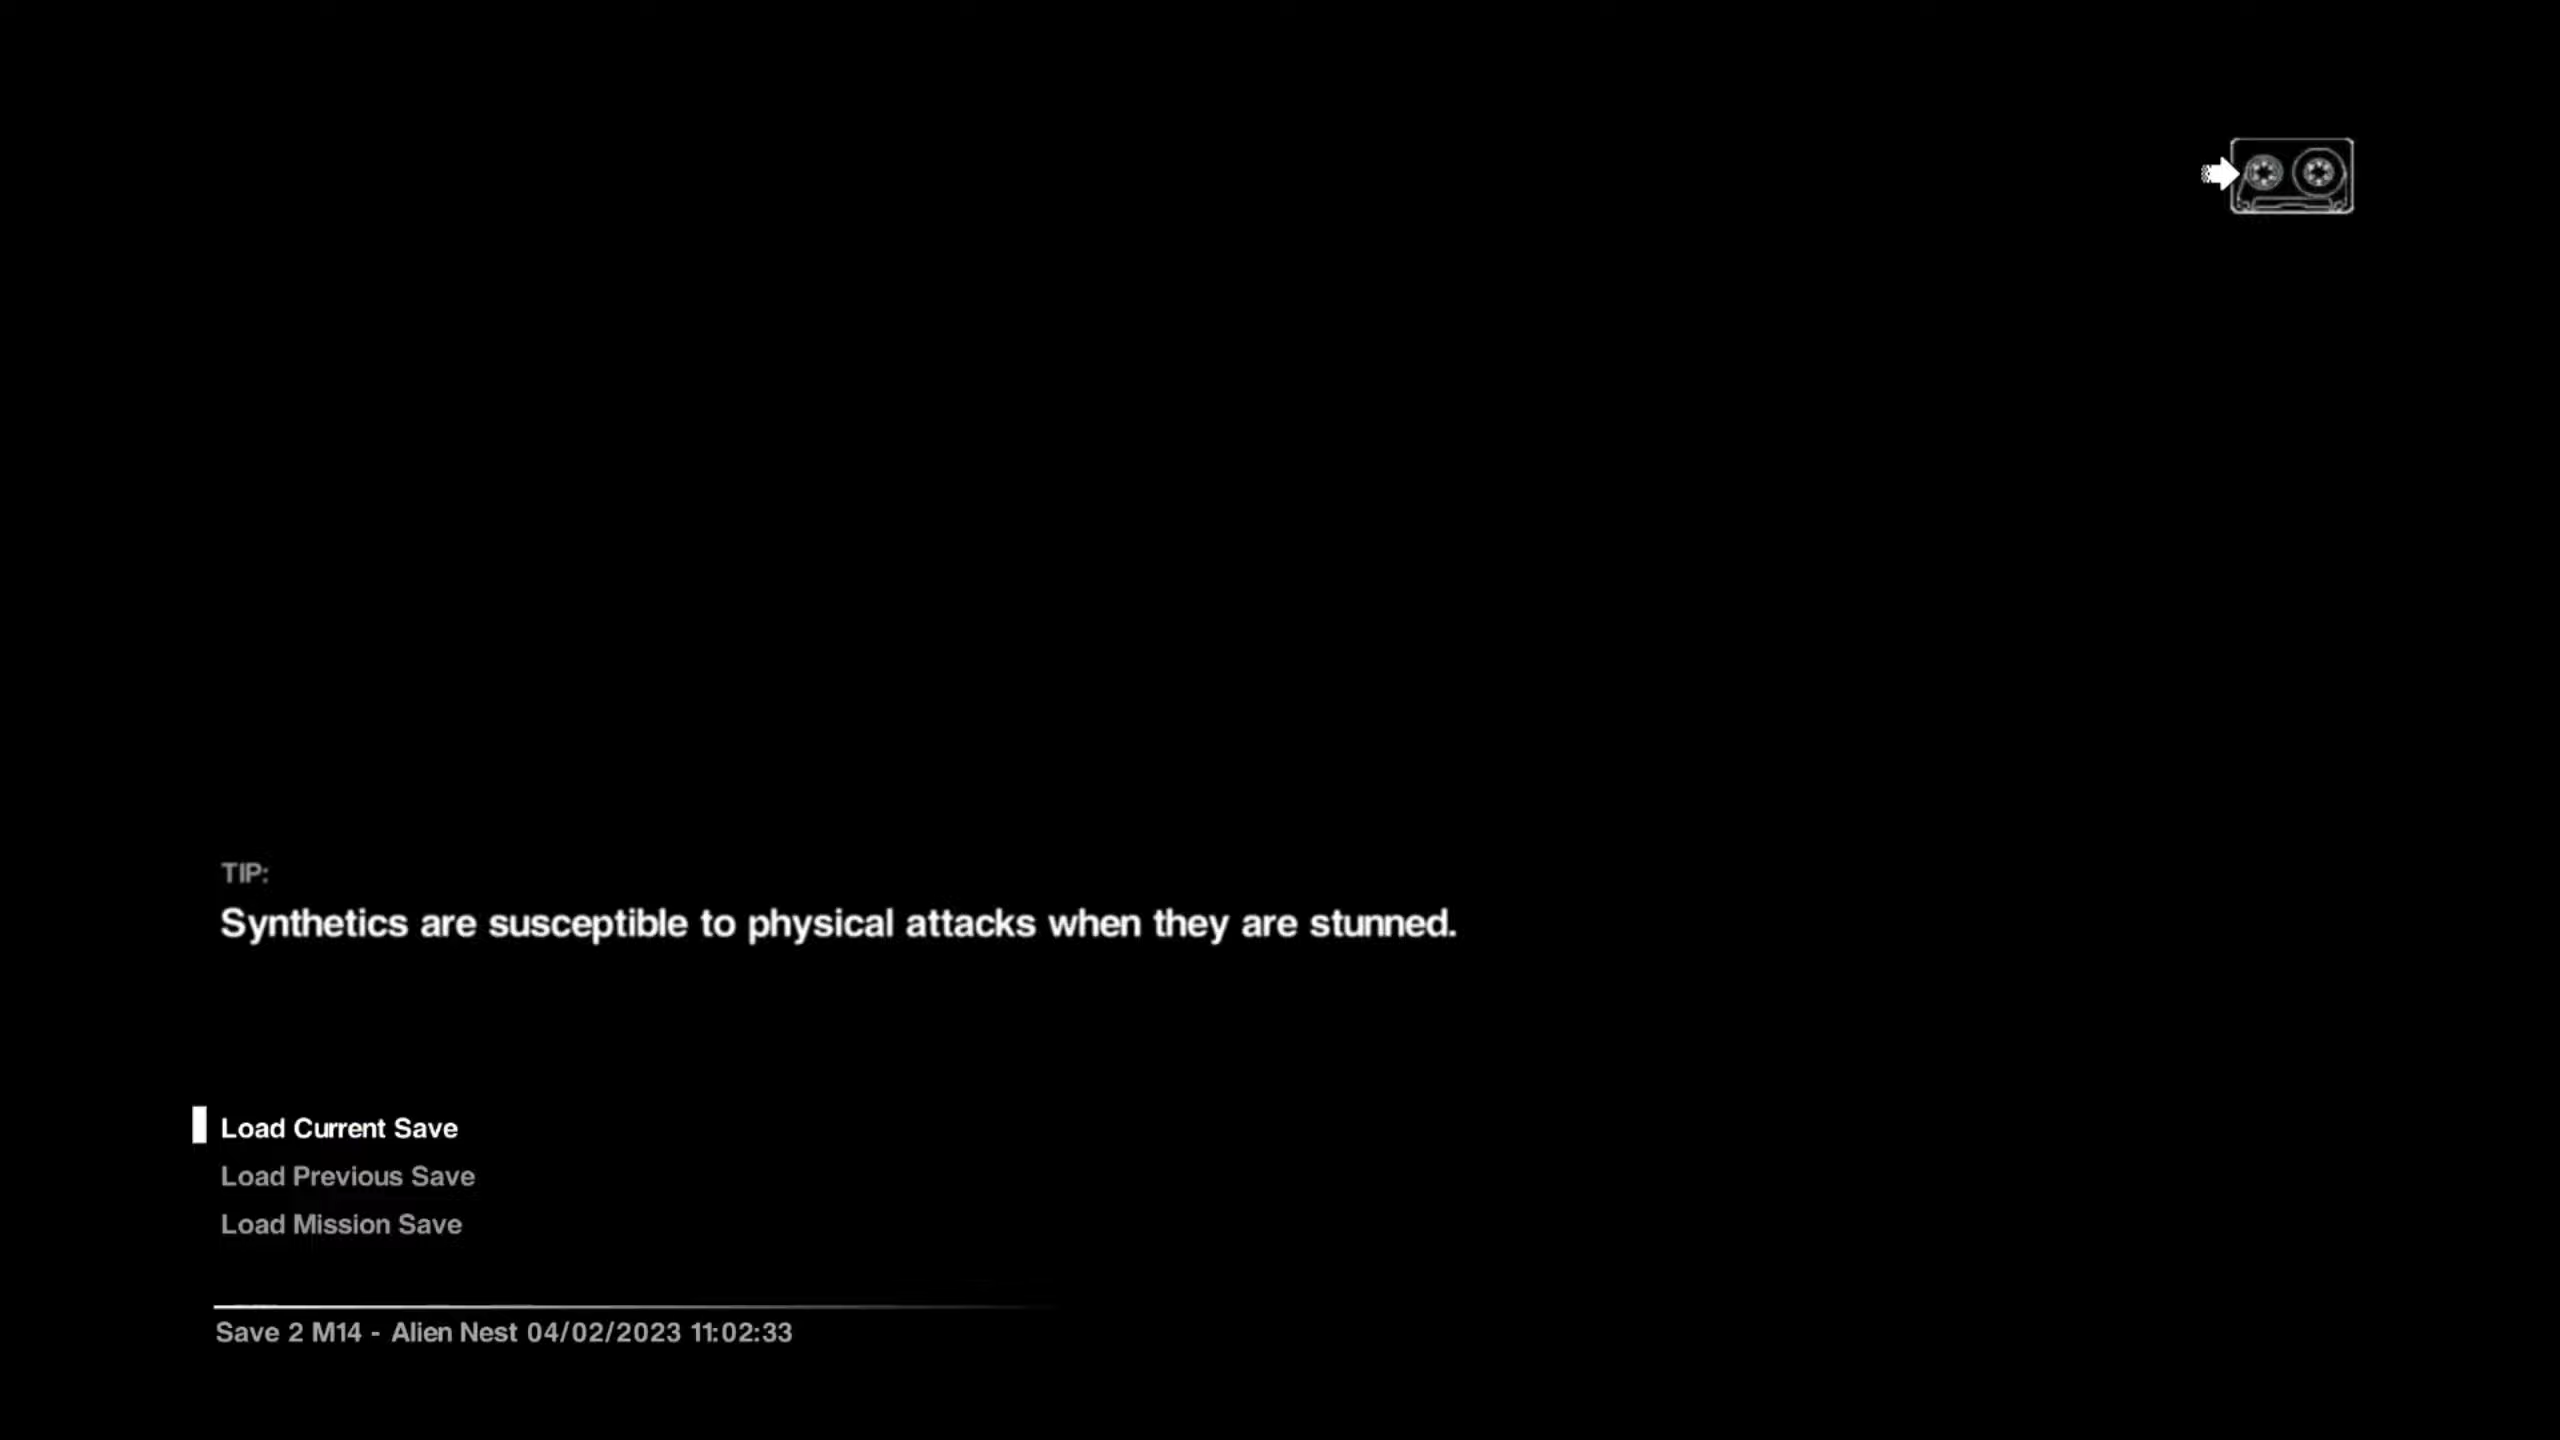 TIP:
Synthetics are susceptible to physical attacks when they are stunned.
Load Current Save
Load Previous Save
Load Mission Save
Save 2 M14 - Alien Nest 04/02/2023 11:02:33